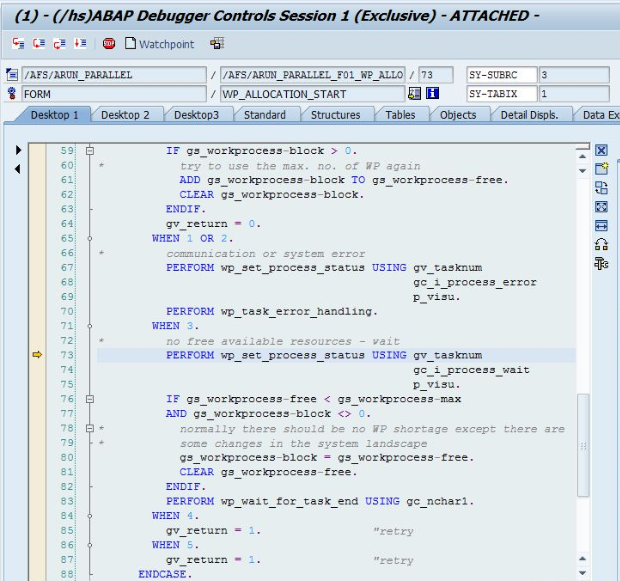 (1) - (/hs)ABAP Debugger Controls Session 1 (Exclusive) - ATTACHED -
Watchpoint
/AFS/ARUN_PARALLEL / /AFS/ARUN_PARALLEL_F01_WP_ALLO / 73 SY-SUBRC 3
FORM / WP_ALLOCATION_START SY-TABIX 1
Desktop 1 Desktop 2 Desktop3 Standard Structures Tables Objects Detail Displs. Data Ex
59 IF gs_workprocess-block > 0.
60 * try to use the max. no. of WP again
61 ADD gs_workprocess-block TO gs_workprocess-free.
62 CLEAR gs_workprocess-block.
63 ENDIF.
64 gv_return = 0.
65 WHEN 1 OR 2.
66 * communication or system error
67 PERFORM wp_set_process_status USING gv_tasknum
68 gc_i_process_error
69 p_visu.
70 PERFORM wp_task_error_handling.
71 WHEN 3.
72 * no free available resources - wait
73 PERFORM wp_set_process_status USING gv_tasknum
74 gc_i_process_wait
75 p_visu.
76 IF gs_workprocess-free < gs_workprocess-max
77 AND gs_workprocess-block <> 0.
78 * normally there should be no WP shortage except there are
79 * some changes in the system landscape
80 gs_workprocess-block = gs_workprocess-free.
81 CLEAR gs_workprocess-free.
82 ENDIF.
83 PERFORM wp_wait_for_task_end USING gc_nchar1.
84 WHEN 4.
85 gv_return = 1. "retry
86 WHEN 5.
87 gv_return = 1. "retry
88 ENDCASE.